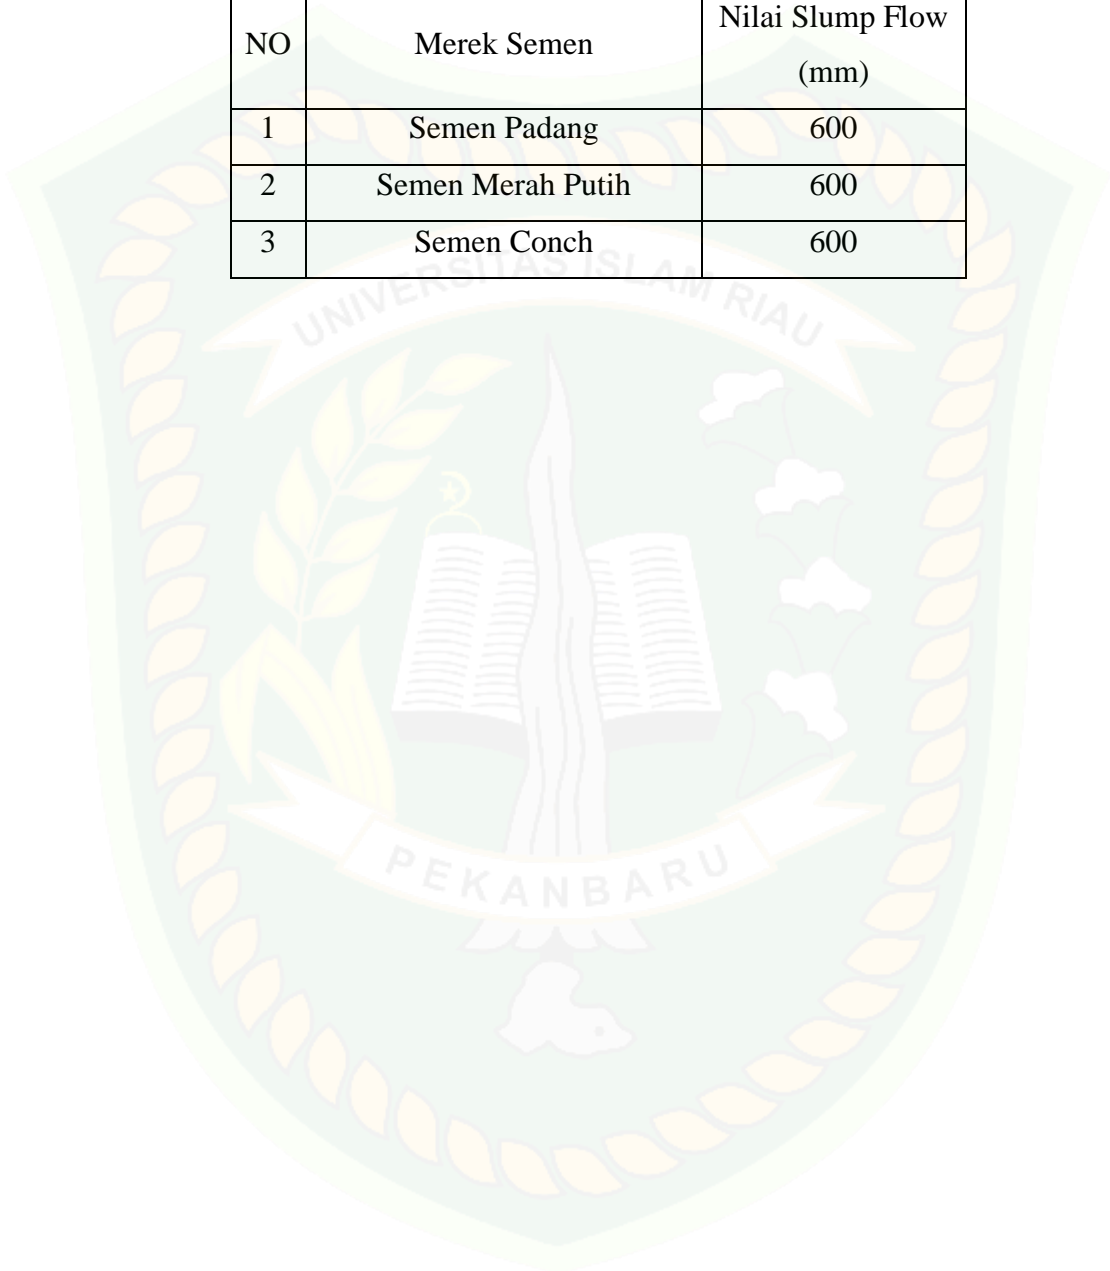 NO Merek Semen Nilai Slump Flow
(mm)
1 Semen Padang 600
2 Semen Merah Putih 600
3 Semen Conch 600
UNIVERSITAS ISLAM RIAU
PEKANBARU